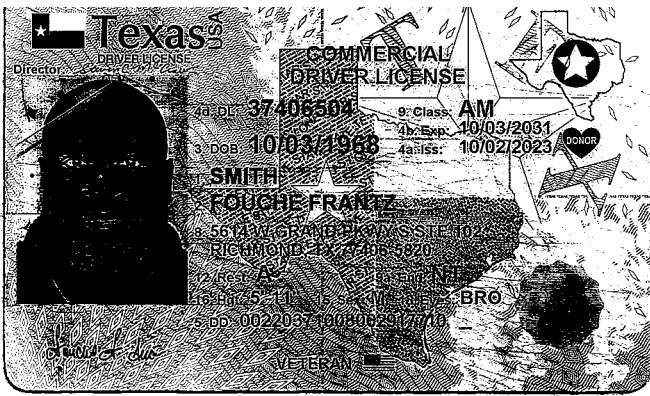 Texas USA
DRIVER LICENSE
Director
COMMERCIAL
DRIVER LICENSE
4d. DL: 37406504 9. Class: AM
4b. Exp: 10/03/2031
3. DOB: 10/03/1968 4a. Iss: 10/02/2023
DONOR
1. SMITH
2. FOUCHE FRANTZ
8. 5614 W GRAND PKWY S STE 102
RICHMOND, TX 77406-5820
12. Rest: A 9a. End: NT
16. Hgt: 5'-11" 15. Sex: M 18. Eyes: BRO
5. DD:
VETERAN